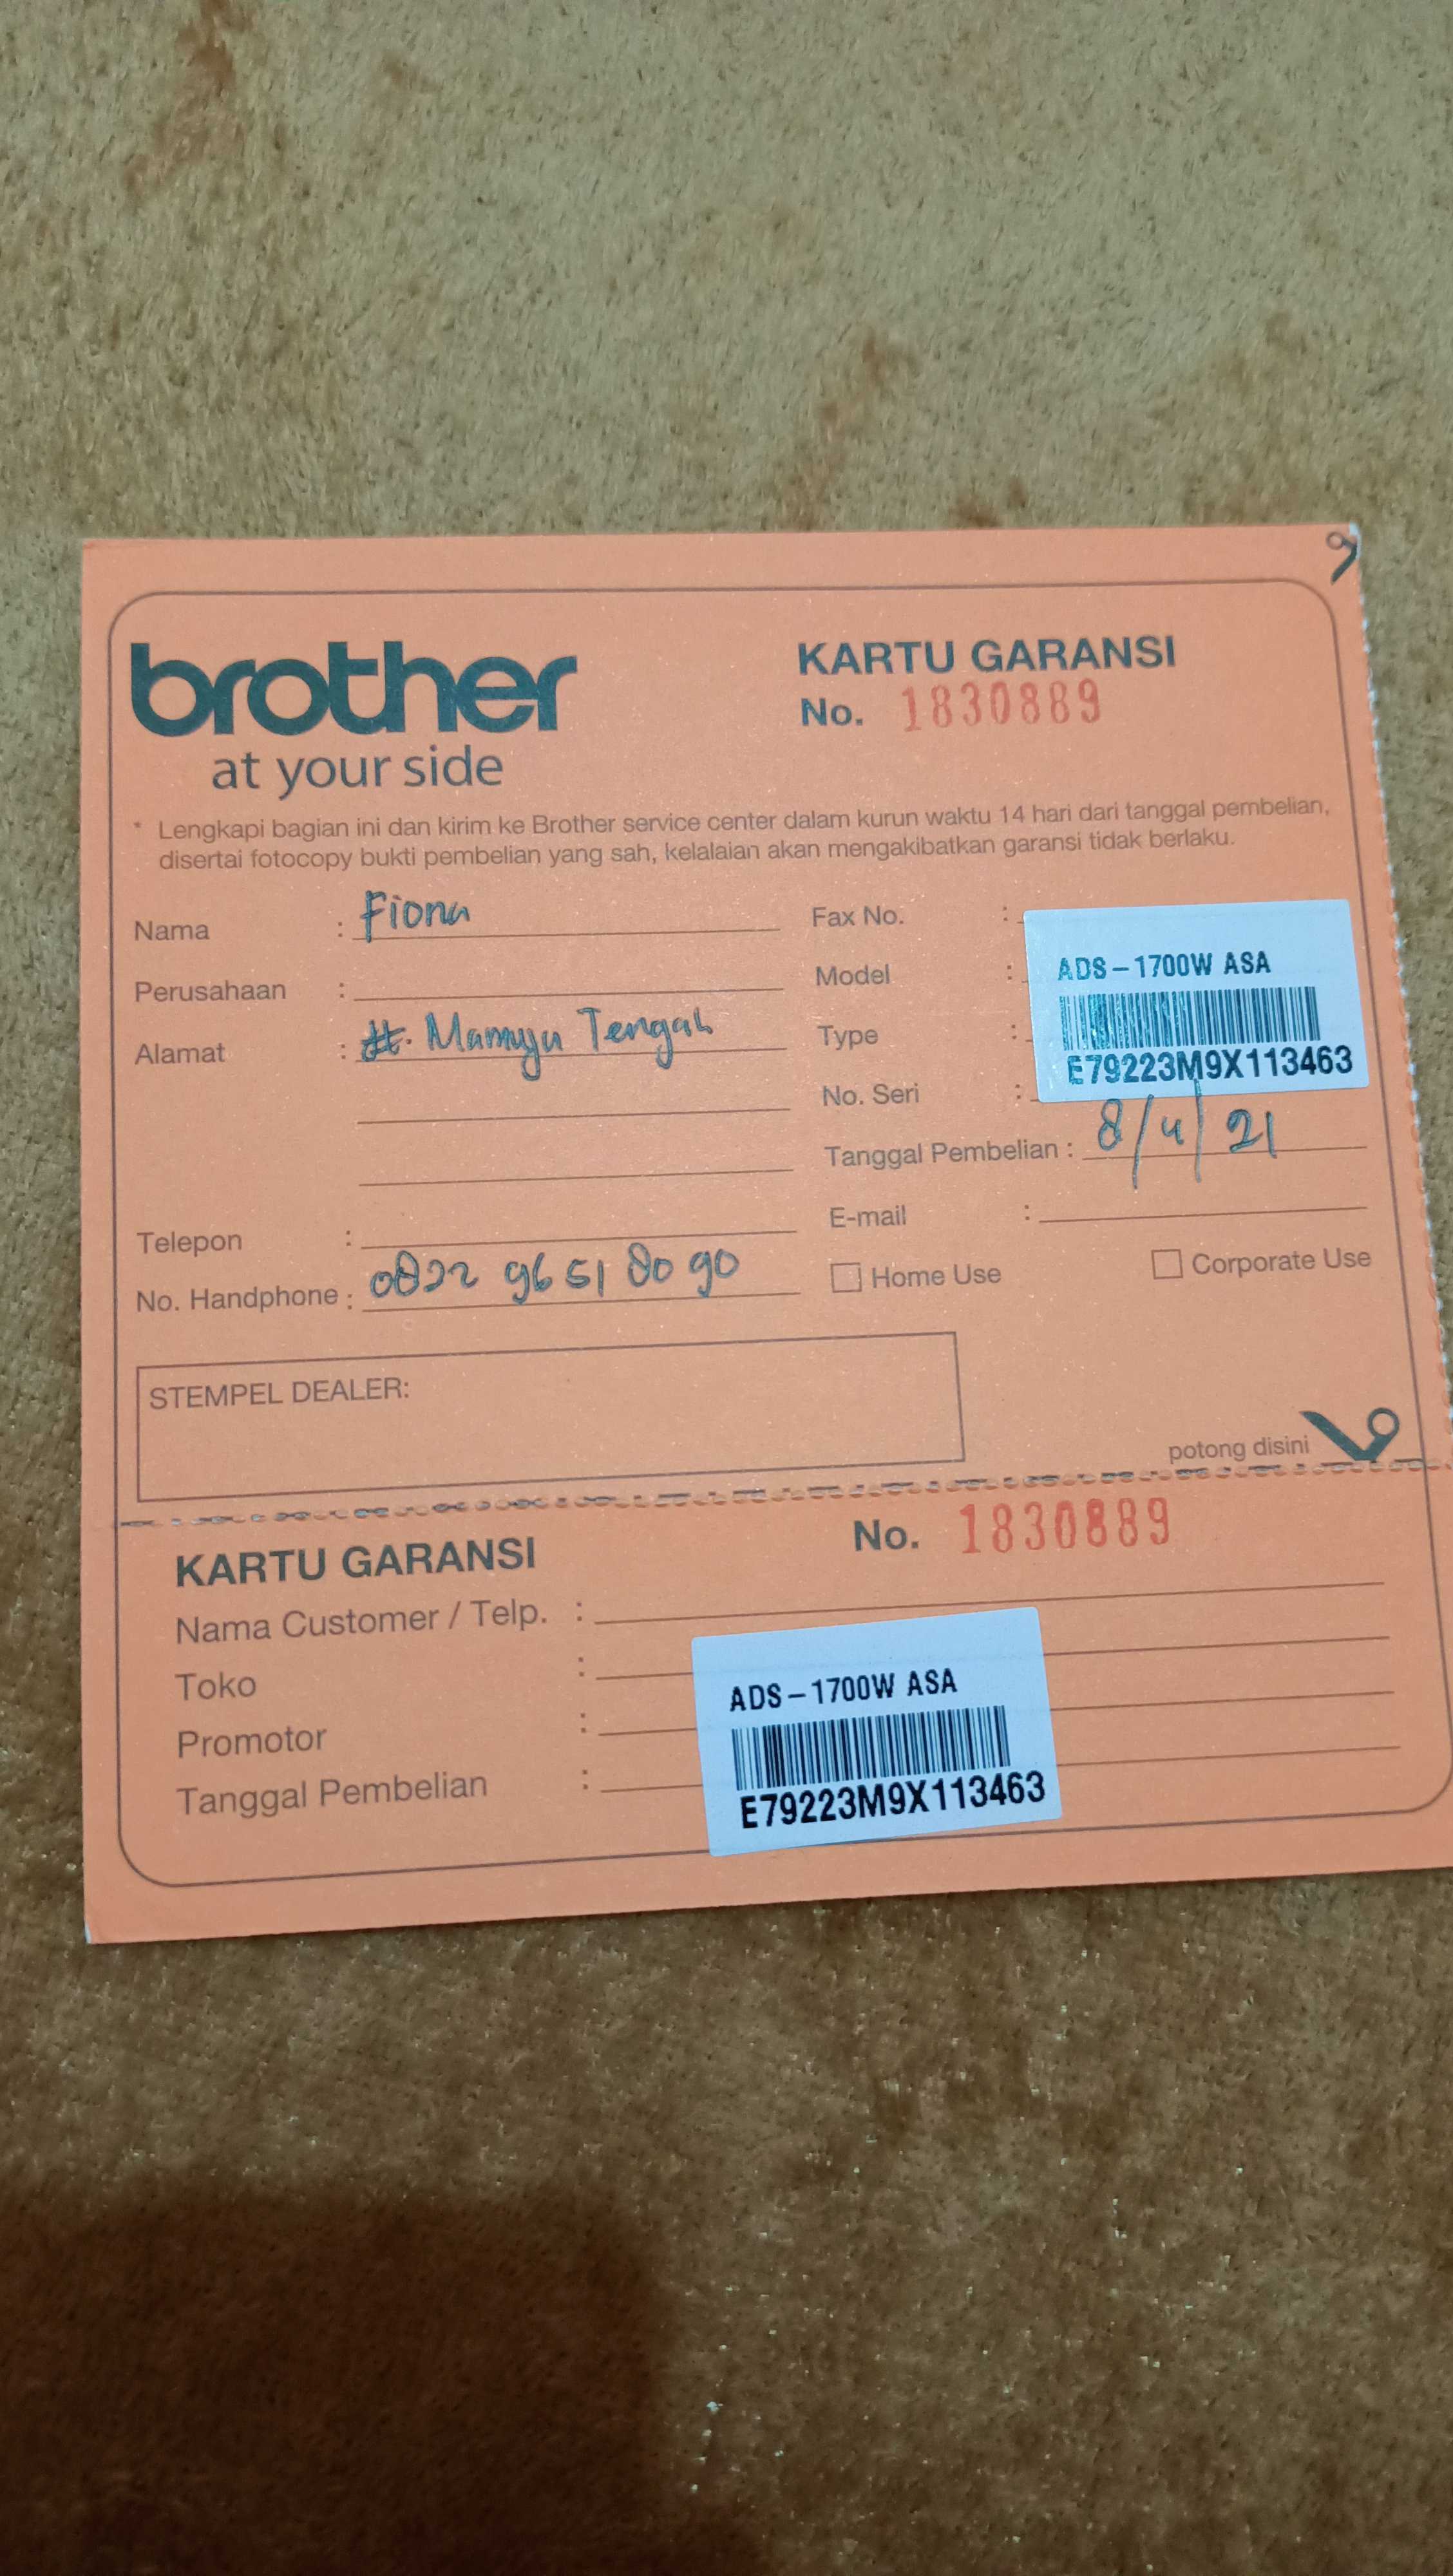 brother
at your side
KARTU GARANSI
No. 1830889
* Lengkapi bagian ini dan kirim ke Brother service center dalam kurun waktu 14 hari dari tanggal pembelian,
disertai fotocopy bukti pembelian yang sah, kelalaian akan mengakibatkan garansi tidak berlaku.
Nama : Fiona
Perusahaan :
Alamat : Mamuju Tengah
Telepon :
No. Handphone : 0822 9651 8090
Fax No. :
Model :
Type :
No. Seri :
ADS-1700W ASA
E79223M9X113463
Tanggal Pembelian : 8/4/21
E-mail :
Home Use Corporate Use
STEMPEL DEALER:
potong disini
KARTU GARANSI No. 1830889
Nama Customer / Telp. :
Toko :
Promotor :
Tanggal Pembelian :
ADS-1700W ASA
E79223M9X113463